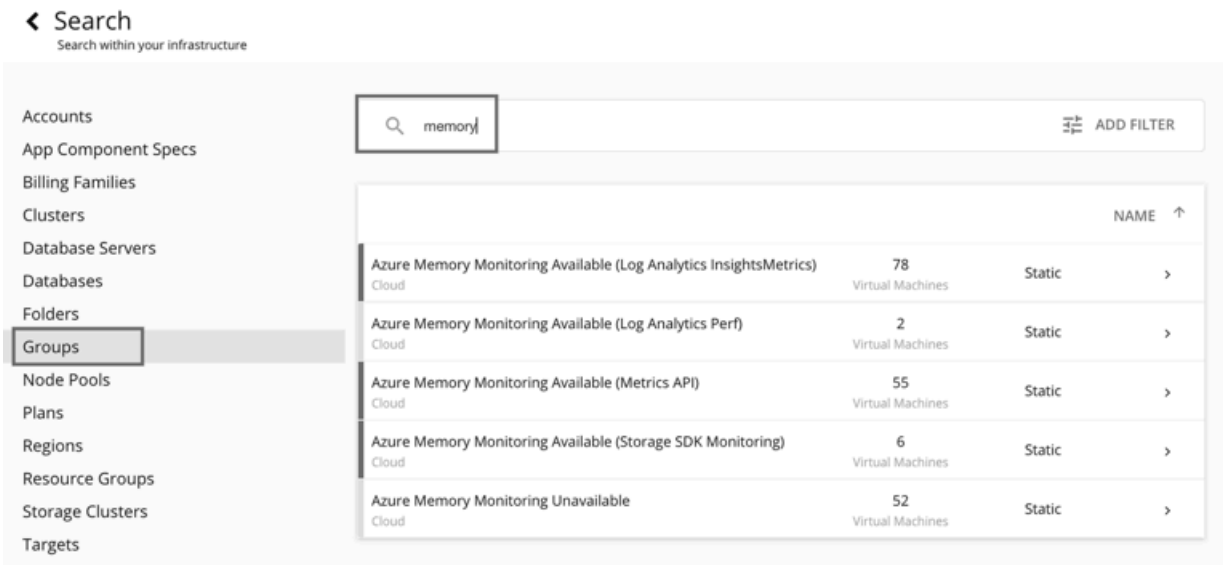 Search
Search within your infrastructure
Accounts
App Component Specs
Billing Families
Clusters
Database Servers
Databases
Folders
Groups
Node Pools
Plans
Regions
Resource Groups
Storage Clusters
Targets
memory
ADD FILTER
NAME
Azure Memory Monitoring Available (Log Analytics InsightsMetrics) 78 Static
Cloud Virtual Machines
Azure Memory Monitoring Available (Log Analytics Perf) 2 Static
Cloud Virtual Machines
Azure Memory Monitoring Available (Metrics API) 55 Static
Cloud Virtual Machines
Azure Memory Monitoring Available (Storage SDK Monitoring) 6 Static
Cloud Virtual Machines
Azure Memory Monitoring Unavailable 52 Static
Cloud Virtual Machines